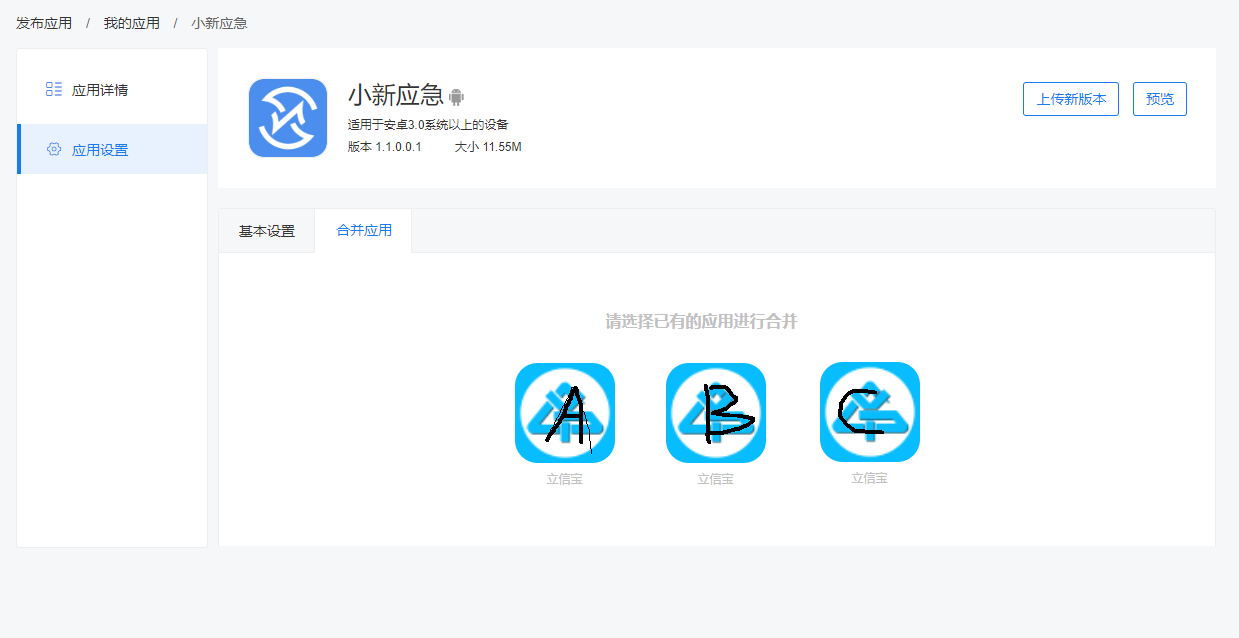 发布应用 / 我的应用 / 小新应急
应用详情
应用设置
小新应急
适用于安卓3.0系统以上的设备
版本 1.1.0.0.1 大小 11.55M
上传新版本 预览
基本设置 合并应用
请选择已有的应用进行合并
A B C
立信宝 立信宝 立信宝